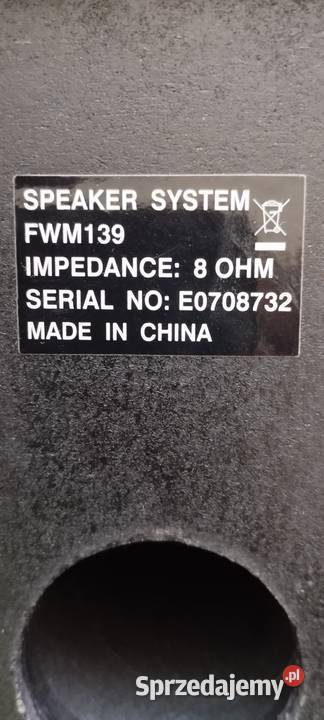 SPEAKER SYSTEM
FWM139
IMPEDANCE: 8 OHM
SERIAL NO: E0708732
MADE IN CHINA
Sprzedajemy.pl